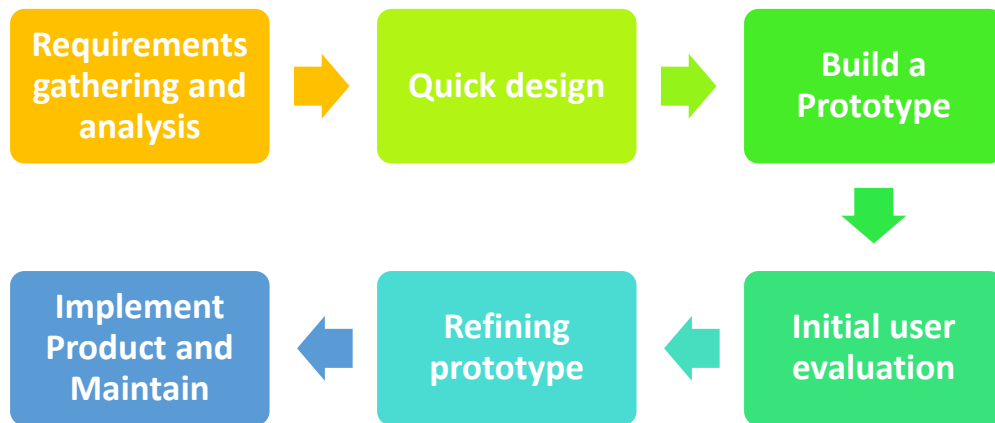 Requirements
gathering and
analysis
Quick design
Build a
Prototype
Initial user
evaluation
Refining
prototype
Implement
Product and
Maintain